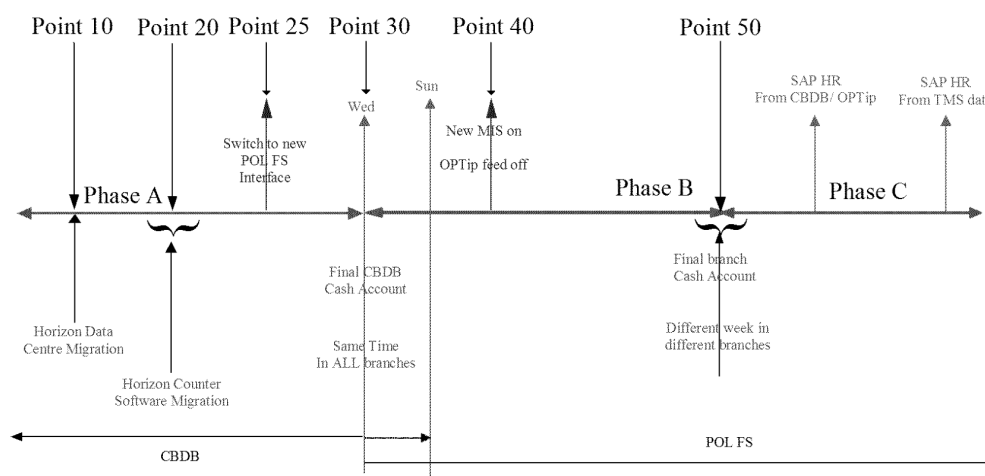 Point 10
Point 20
Point 25
Point 30
Point 40
Point 50
Sun
Wed
SAP HR
From CBDB/ OPTip
SAP HR
From TMS dat
Switch to new
POL FS
Interface
New MIS on
OPTip feed off
Phase A
Phase B
Phase C
Final CBDB
Cash Account
Same Time
In ALL branches
Final branch
Cash Account
Different week in
different branches
Horizon Data
Centre Migration
Horizon Counter
Software Migration
CBDB
POL FS